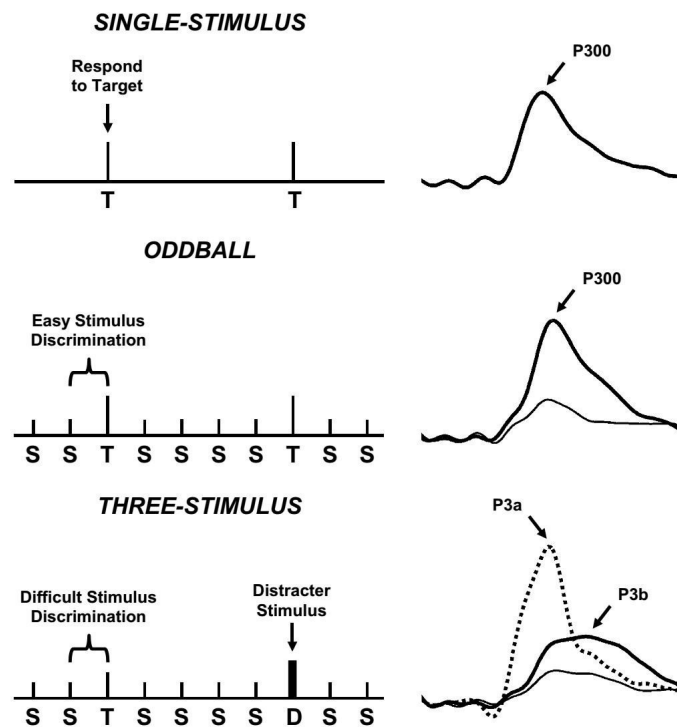 SINGLE-STIMULUS
Respond
to Target
P300
T T
ODDBALL
P300
Easy Stimulus
Discrimination
S S T S S S S T S S
THREE-STIMULUS
P3a
Difficult Stimulus
Discrimination
Distracter
Stimulus
P3b
S S T S S S S D S S